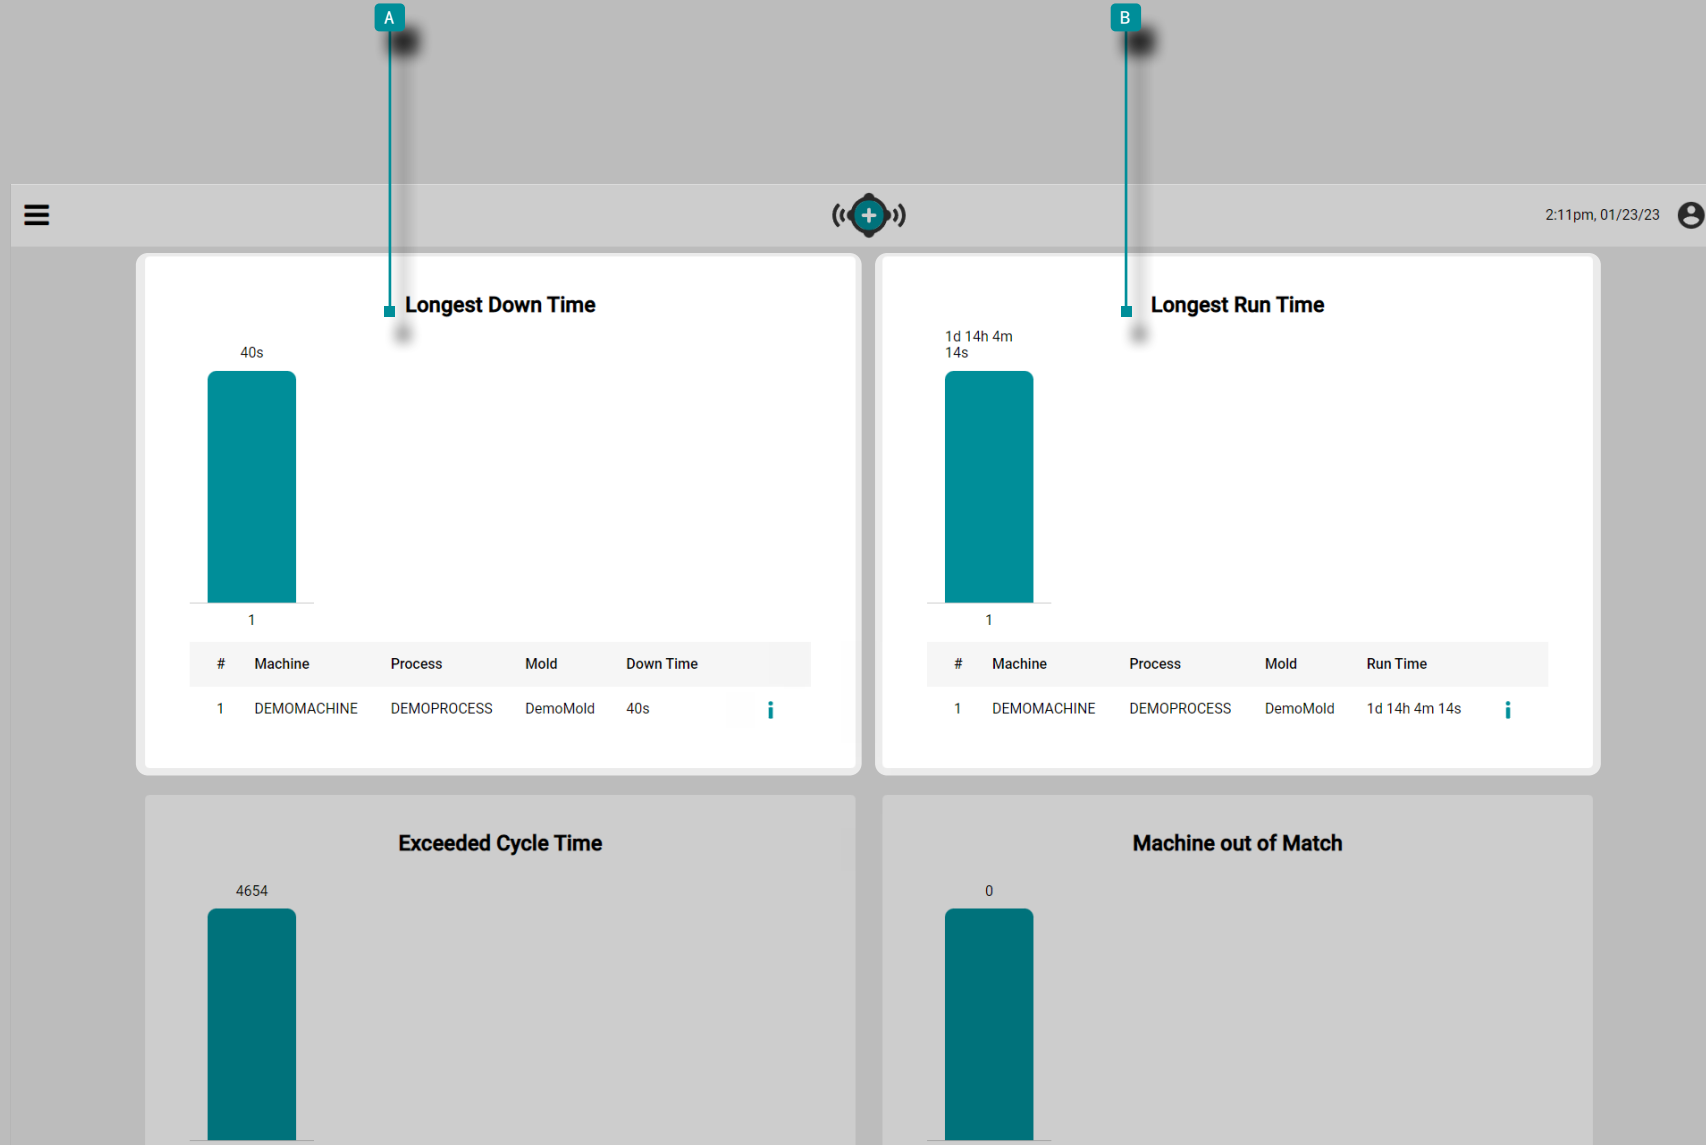 A
B
2:11pm, 01/23/23
Longest Down Time
40s
1
# Machine Process Mold Down Time
1 DEMOMACHINE DEMOPROCESS DemoMold 40s
Longest Run Time
1d 14h 4m
14s
1
# Machine Process Mold Run Time
1 DEMOMACHINE DEMOPROCESS DemoMold 1d 14h 4m 14s
Exceeded Cycle Time
4654
Machine out of Match
0